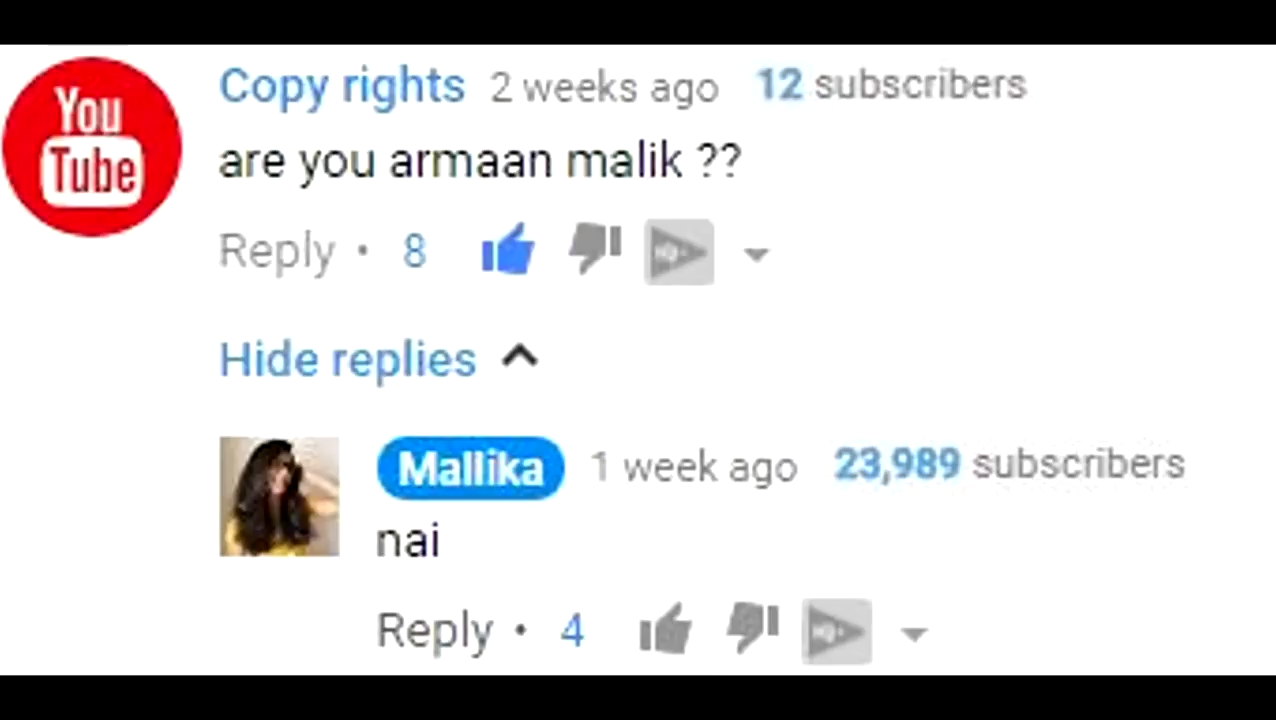 You
Tube
Copy rights 2 weeks ago 12 subscribers
are you armaan malik ??
Reply • 8
Hide replies
Mallika 1 week ago 23,989 subscribers
nai
Reply • 4